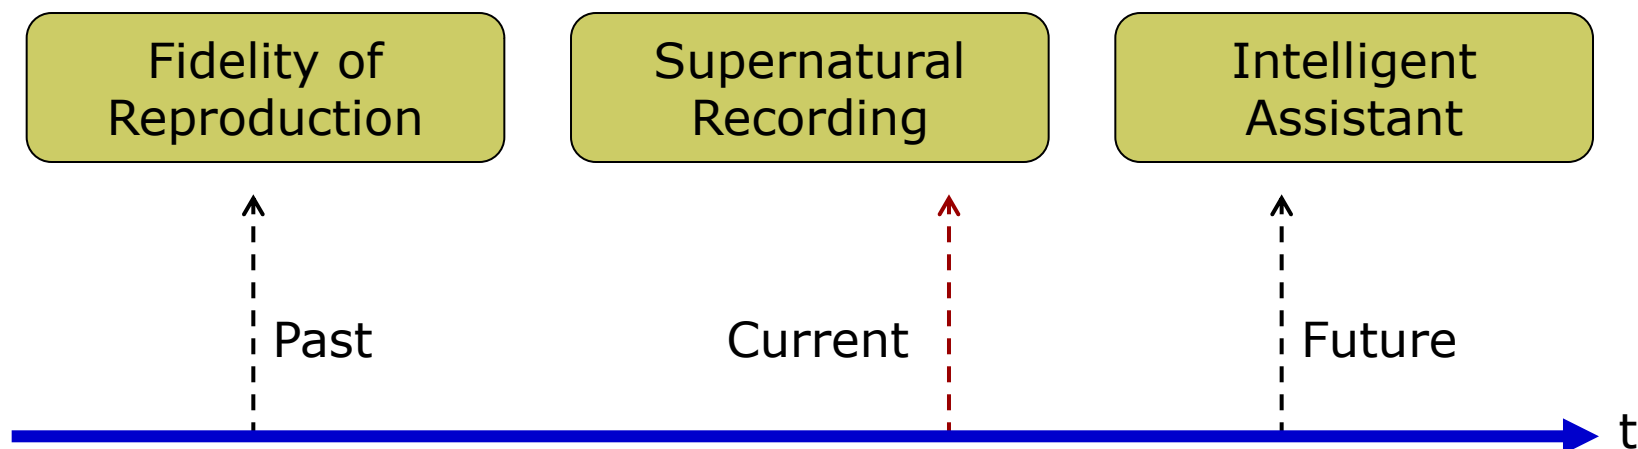 Fidelity of
Reproduction
Supernatural
Recording
Intelligent
Assistant
Past
Current
Future
t